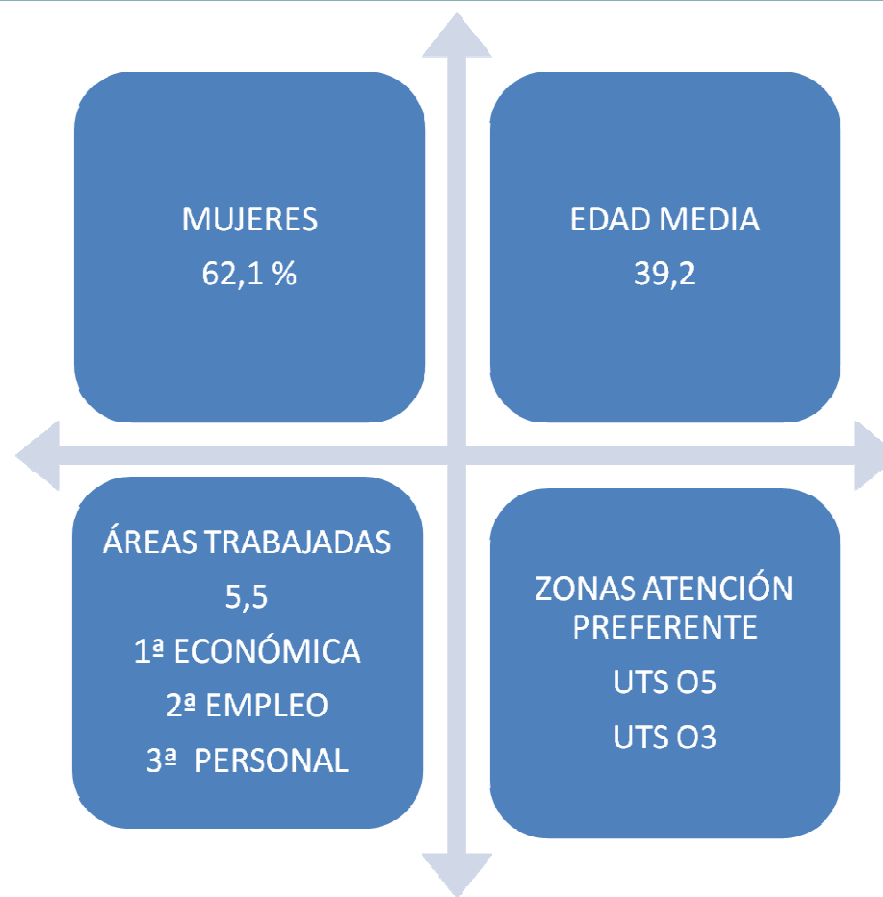 MUJERES
62,1 %
EDAD MEDIA
39,2
ÁREAS TRABAJADAS
5,5
1ª ECONÓMICA
2ª EMPLEO
3ª PERSONAL
ZONAS ATENCIÓN
PREFERENTE
UTS O5
UTS O3